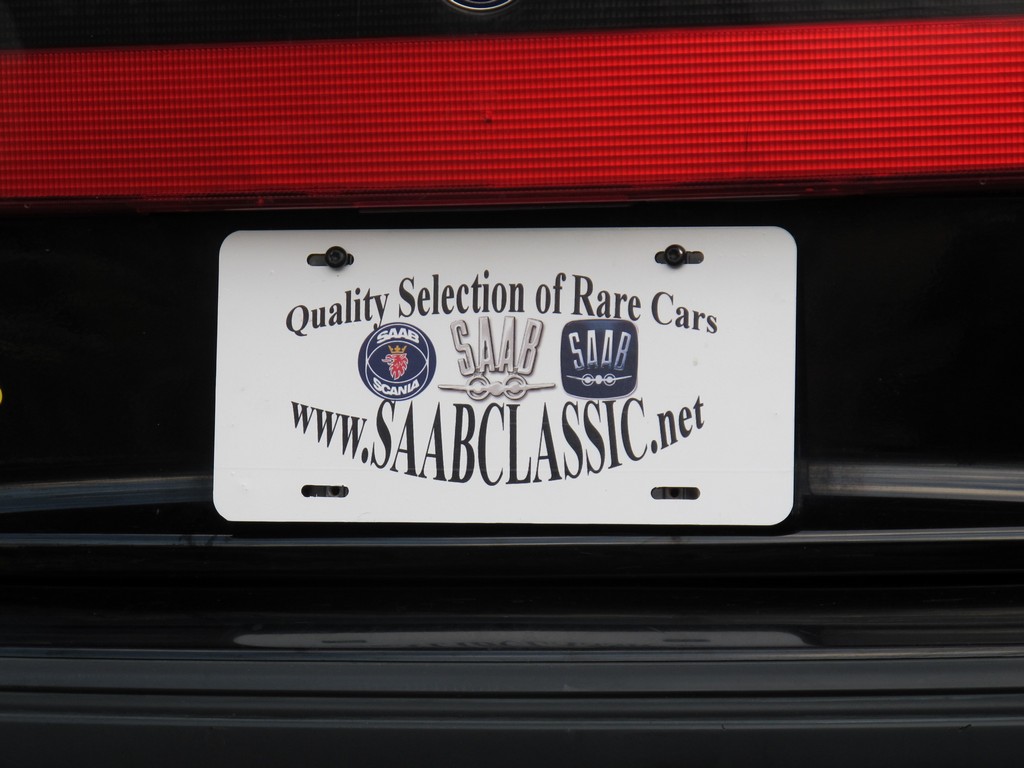 Quality Selection of Rare Cars
SAAB SCANIA
SAAB
SAAB
www.SAABCLASSIC.net